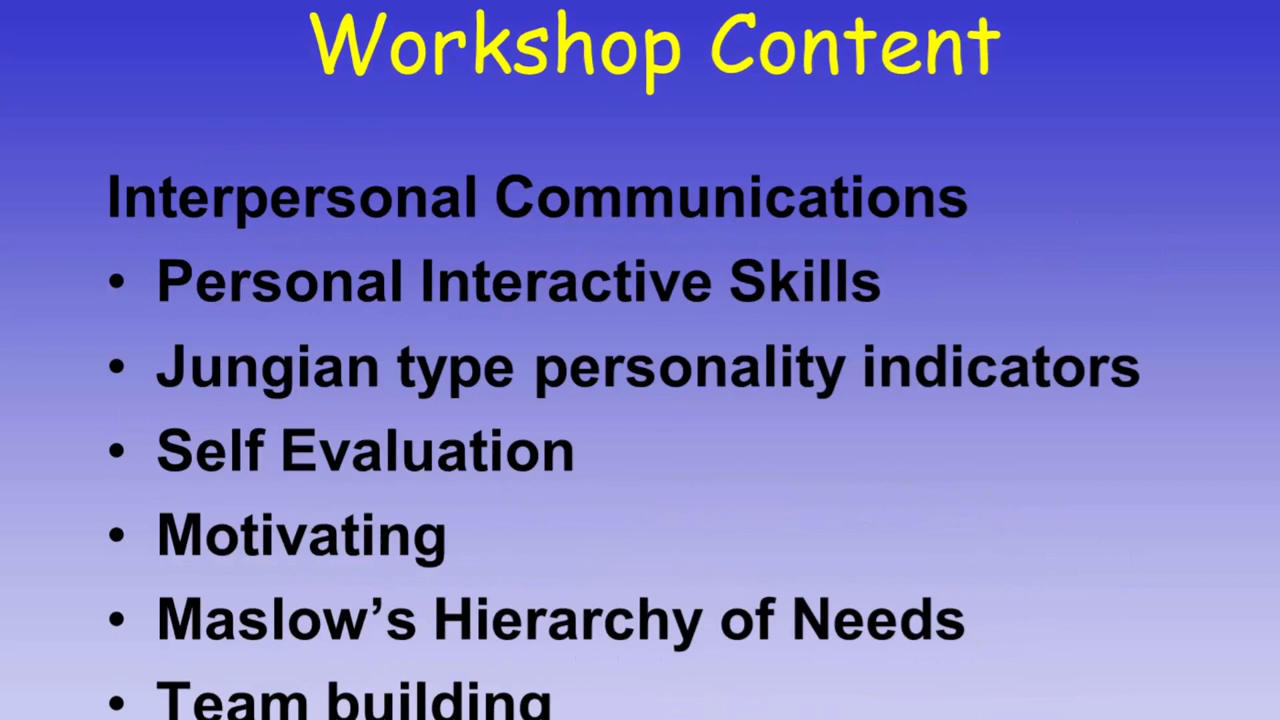 Workshop Content
Interpersonal Communications
• Personal Interactive Skills
• Jungian type personality indicators
• Self Evaluation
• Motivating
• Maslow’s Hierarchy of Needs
• Team building